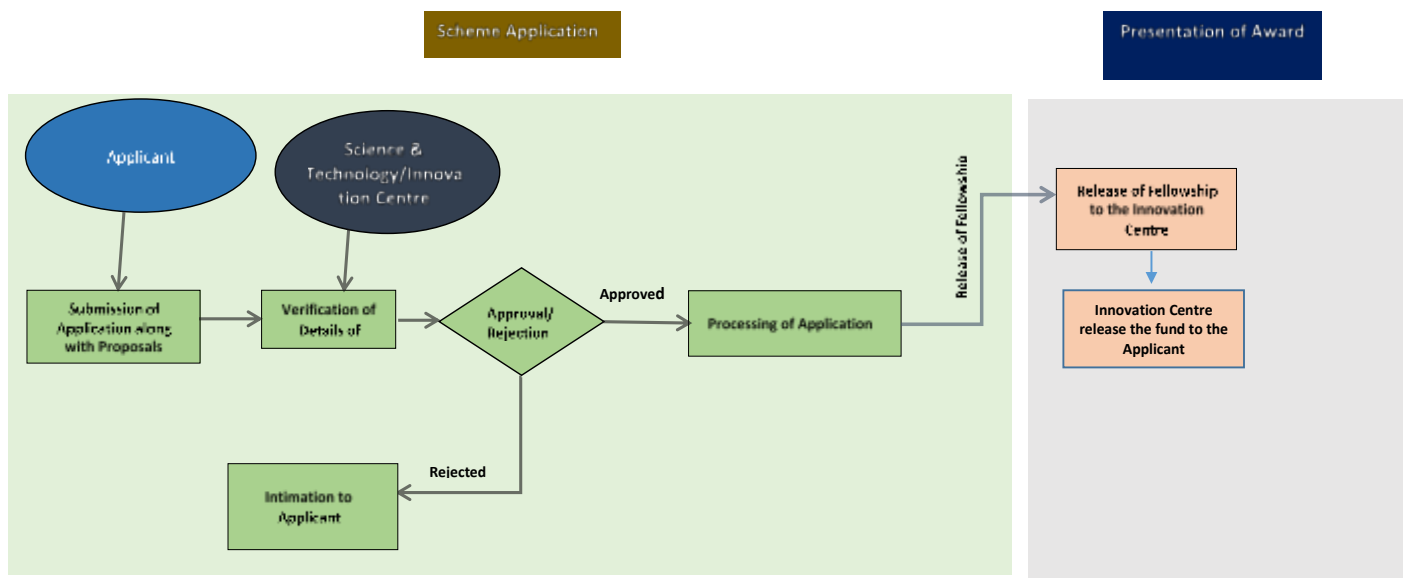 Scheme Application
Presentation of Award
Applicant
Science &
Technology/Innova
tion Centre
Submission of
Application along
with Proposals
Verification of
Details of
Approval/
Rejection
Approved
Processing of Application
Release of Fellowship
Release of Fellowship
to the Innovation
Centre
Innovation Centre
release the fund to the
Applicant
Rejected
Intimation to
Applicant